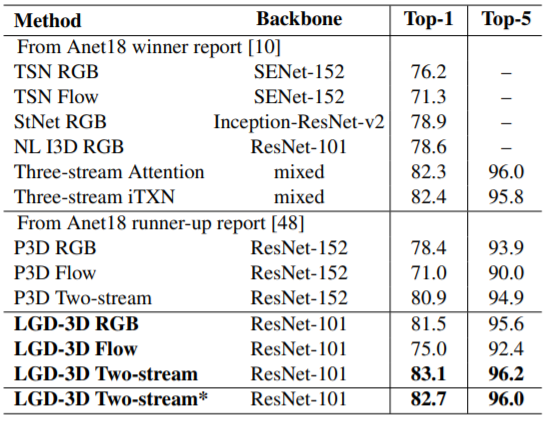 Method Backbone Top-1 Top-5
From Anet18 winner report [10]
TSN RGB SENet-152 76.2 –
TSN Flow SENet-152 71.3 –
StNet RGB Inception-ResNet-v2 78.9 –
NL I3D RGB ResNet-101 78.6 –
Three-stream Attention mixed 82.3 96.0
Three-stream iTXN mixed 82.4 95.8
From Anet18 runner-up report [48]
P3D RGB ResNet-152 78.4 93.9
P3D Flow ResNet-152 71.0 90.0
P3D Two-stream ResNet-152 80.9 94.9
LGD-3D RGB ResNet-101 81.5 95.6
LGD-3D Flow ResNet-101 75.0 92.4
LGD-3D Two-stream ResNet-101 83.1 96.2
LGD-3D Two-stream* ResNet-101 82.7 96.0